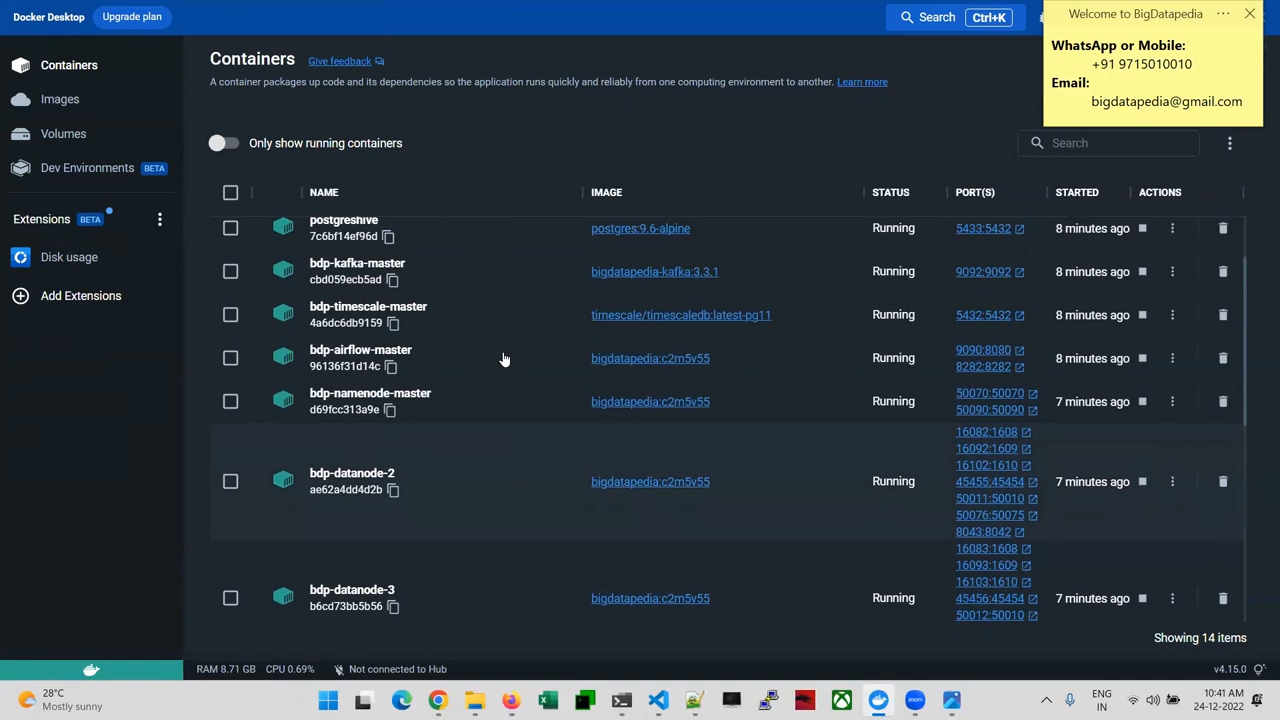 Docker Desktop
Upgrade plan
Search Ctrl+K
Welcome to BigDatapedia
WhatsApp or Mobile:
+91 9715010010
Email:
bigdatapedia@gmail.com
Containers
Images
Volumes
Dev Environments BETA
Extensions BETA
Disk usage
Add Extensions
Containers Give feedback
A container packages up code and its dependencies so the application runs quickly and reliably from one computing environment to another. Learn more
Only show running containers
Search
NAME IMAGE STATUS PORT(S) STARTED ACTIONS
postgreshive
7c6bf14ef96d postgres:9.6-alpine Running 5433:5432 8 minutes ago
bdp-kafka-master
cbd059ecb5ad bigdatapedia-kafka:3.3.1 Running 9092:9092 8 minutes ago
bdp-timescale-master
4a6dc6db9159 timescale/timescaledb:latest-pg11 Running 5432:5432 8 minutes ago
bdp-airflow-master
96136f31d14c bigdatapedia:c2m5v55 Running 9090:8080 8 minutes ago
8282:8282
bdp-namenode-master
d69fcc313a9e bigdatapedia:c2m5v55 Running 50070:50070 7 minutes ago
50090:50090
bdp-datanode-2
ae62a4dd4d2b bigdatapedia:c2m5v55 Running 7 minutes ago
16082:1608
16092:1609
16102:1610
45455:45454
50011:50010
50076:50075
8043:8042
bdp-datanode-3
b6cd73bb5b56 bigdatapedia:c2m5v55 Running 7 minutes ago
16083:1608
16093:1609
16103:1610
45456:45454
50012:50010
Showing 14 items
RAM 8.71 GB CPU 0.69% Not connected to Hub
v4.15.0
28°C
Mostly sunny
zoom
ENG
IN
10:41 AM
24-12-2022